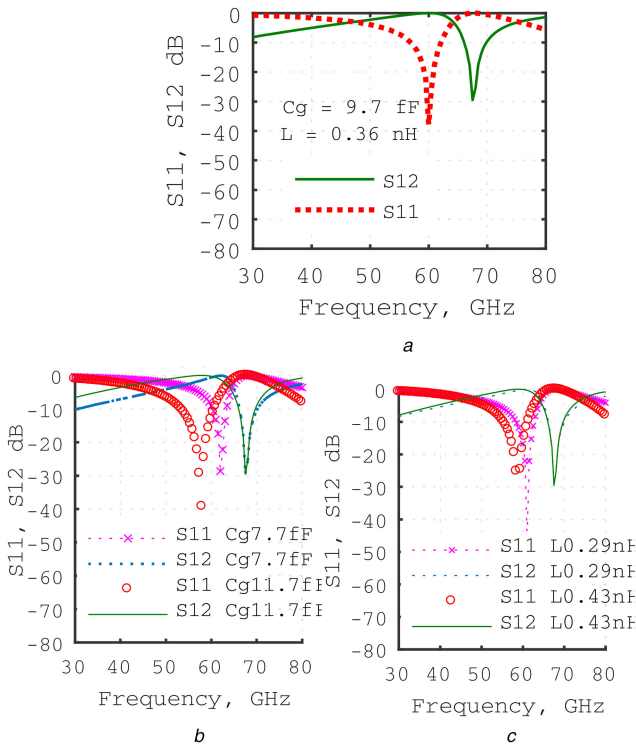 S11, S12 dB
0
-10
-20
-30
-40
-50
-60
-70
-80
Cg = 9.7 fF
L = 0.36 nH
S12
S11
30 40 50 60 70 80
Frequency, GHz
a
S11, S12 dB
0
-10
-20
-30
-40
-50
-60
-70
-80
S11 Cg7.7fF
S12 Cg7.7fF
S11 Cg11.7fF
S12 Cg11.7fF
30 40 50 60 70 80
Frequency, GHz
b
S11, S12 dB
0
-10
-20
-30
-40
-50
-60
-70
-80
S11 L0.29nH
S12 L0.29nH
S11 L0.43nH
S12 L0.43nH
30 40 50 60 70 80
Frequency, GHz
c